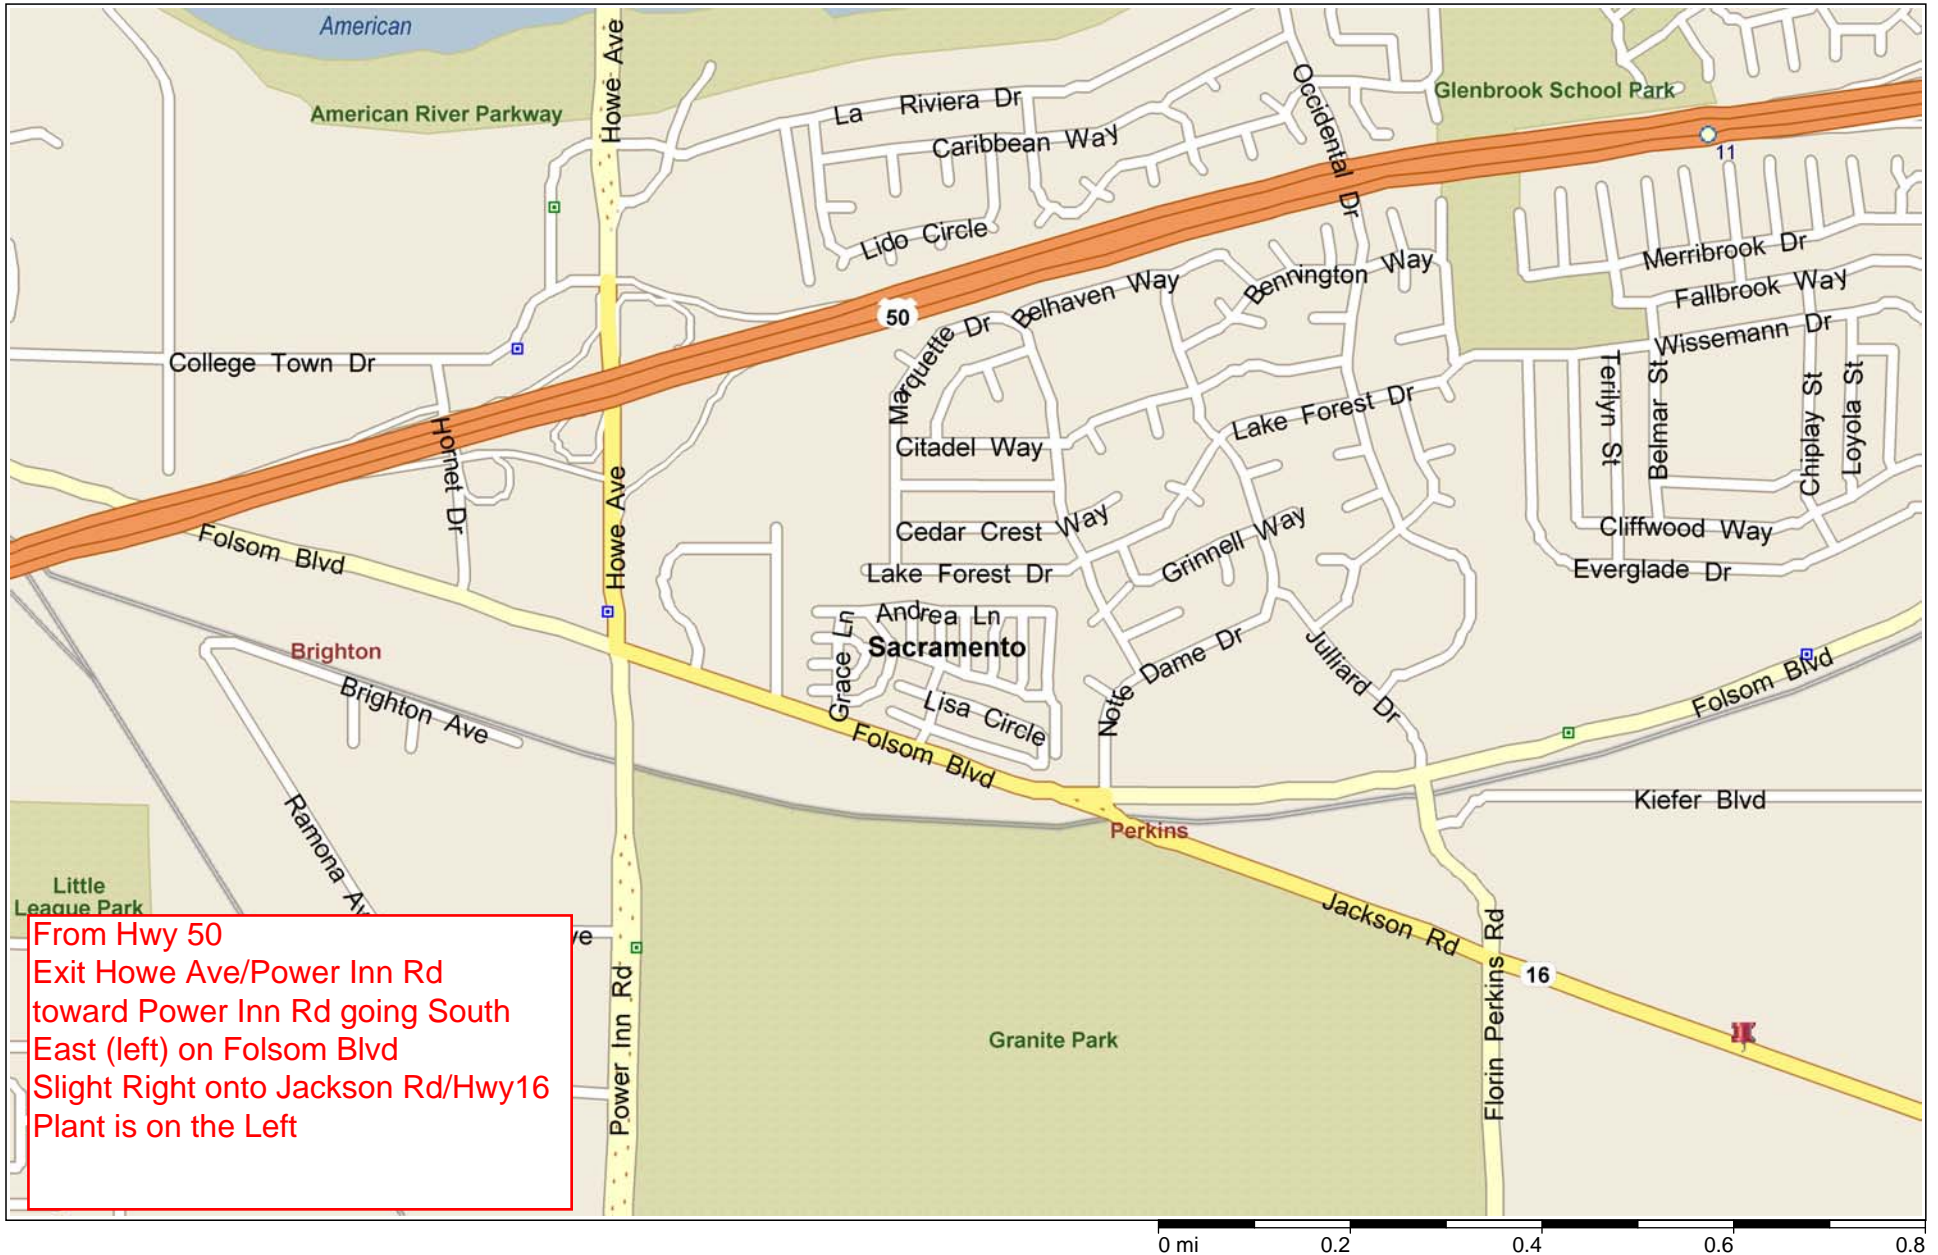 American
Howe Ave
American River Parkway
La Riviera Dr
Caribbean Way
Occidental Dr
Glenbrook School Park
11
Lido Circle
Merribrook Dr
Bennington Way
Belhaven Way
Fallbrook Way
50
Marquette Dr
Wissemann Dr
College Town Dr
Terilyn St
Belmar St
Chiplay St
Loyola St
Lake Forest Dr
Hornet Dr
Citadel Way
Howe Ave
Folsom Blvd
Cedar Crest Way
Grinnell Way
Cliffwood Way
Lake Forest Dr
Everglade Dr
Andrea Ln
Grace Ln
Sacramento
Brighton
Brighton Ave
Notre Dame Dr
Julliard Dr
Lisa Circle
Folsom Blvd
Folsom Blvd
Kiefer Blvd
Perkins
Ramona Av
Little
League Park
Jackson Rd
16
Florin Perkins Rd
Power Inn Rd
Granite Park
ve
From Hwy 50
Exit Howe Ave/Power Inn Rd
toward Power Inn Rd going South
East (left) on Folsom Blvd
Slight Right onto Jackson Rd/Hwy16
Plant is on the Left
0 mi 0.2 0.4 0.6 0.8